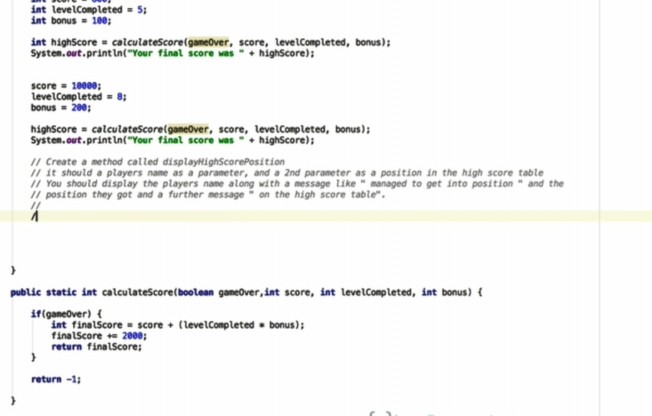 int levelCompleted = 5;
int bonus = 100;
int highScore = calculateScore(gameOver, score, levelCompleted, bonus);
System.out.println("Your final score was " + highScore);
score = 10000;
levelCompleted = 8;
bonus = 200;
highScore = calculateScore(gameOver, score, levelCompleted, bonus);
System.out.println("Your final score was " + highScore);
// Create a method called displayHighScorePosition
// it should a players name as a parameter, and a 2nd parameter as a position in the high score table
// You should display the players name along with a message like " managed to get into position " and the
// position they got and a further message " on the high score table".
//
/
}
public static int calculateScore(boolean gameOver,int score, int levelCompleted, int bonus) {
if(gameOver) {
int finalScore = score + (levelCompleted * bonus);
finalScore += 2000;
return finalScore;
}
return -1;
}